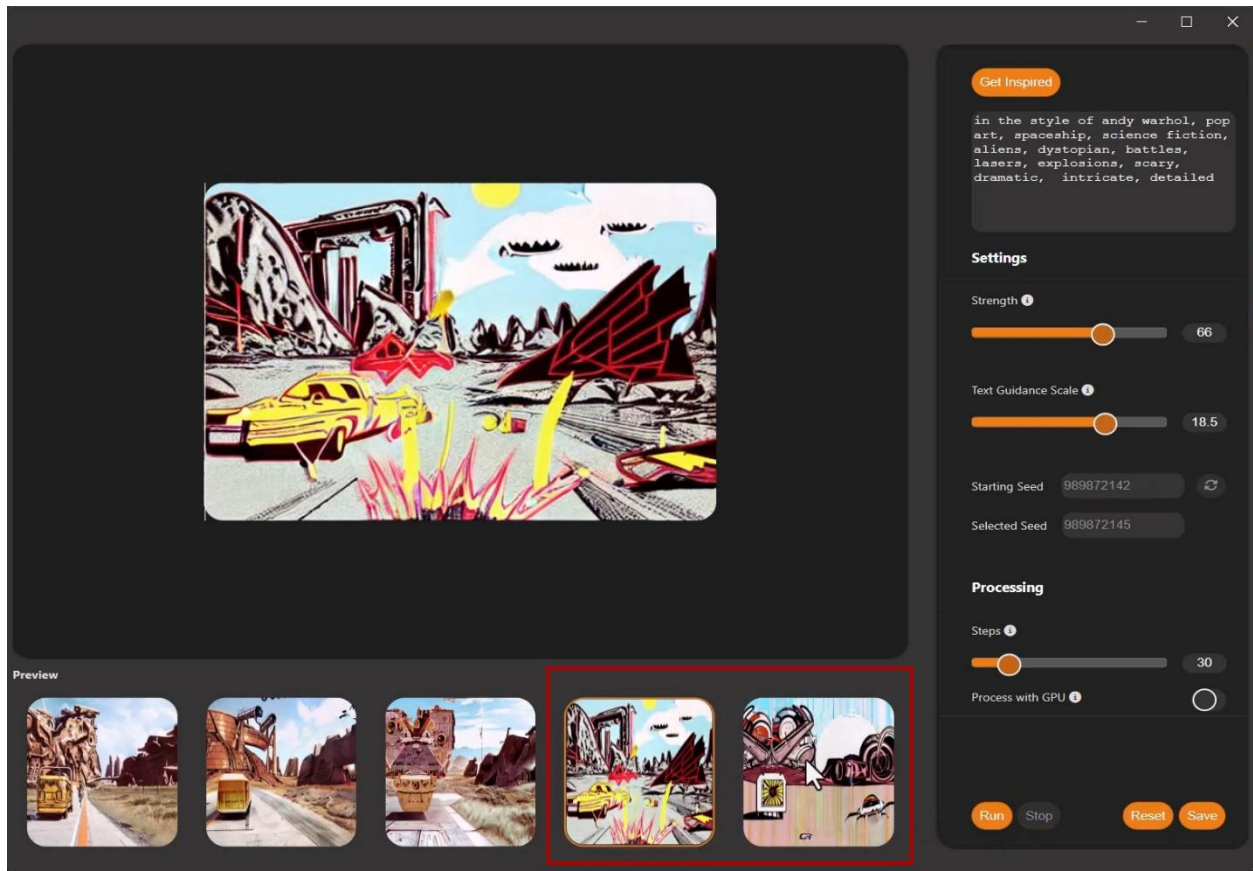 Get Inspired
in the style of andy warhol, pop
art, spaceship, science fiction,
aliens, dystopian, battles,
lasers, explosions, scary,
dramatic,  intricate, detailed
Settings
Strength
66
Text Guidance Scale
18.5
Starting Seed 989872142
Selected Seed 989872145
Processing
Steps
30
Process with GPU
Preview
Run Stop Reset Save